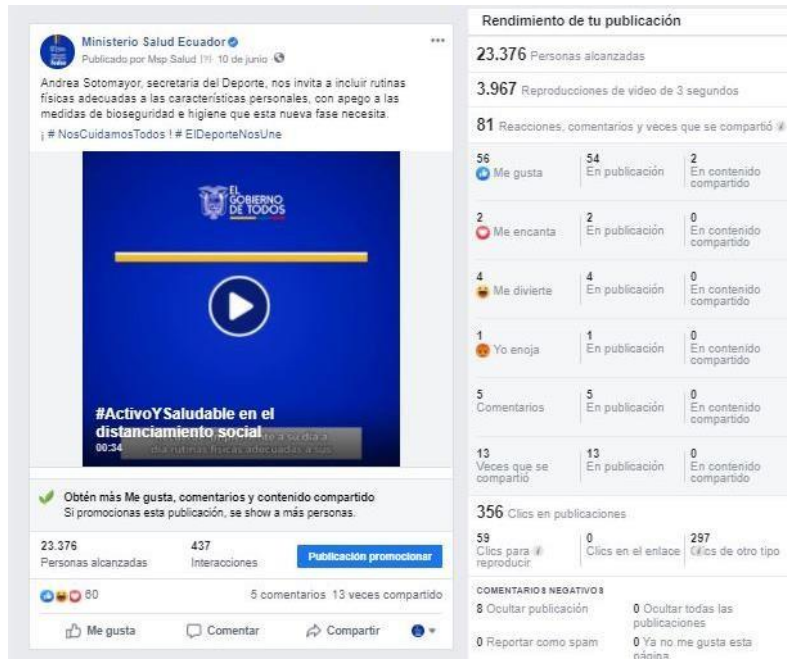 Ministerio Salud Ecuador
Publicado por Msp Salud [?] · 10 de junio ·
Andrea Sotomayor, secretaria del Deporte, nos invita a incluir rutinas
físicas adecuadas a las características personales, con apego a las
medidas de bioseguridad e higiene que esta nueva fase necesita.
¡ # NosCuidamosTodos ! # ElDeporteNosUne
EL
GOBIERNO
DE TODOS
#ActivoYSaludable en el
distanciamiento social
00:34
a su día a
día rutinas físicas adecuadas a sus
Obtén más Me gusta, comentarios y contenido compartido
Si promocionas esta publicación, se show a más personas.
23.376
Personas alcanzadas
437
Interacciones
Publicación promocionar
60
5 comentarios 13 veces compartido
Me gusta
Comentar
Compartir
Rendimiento de tu publicación
23.376 Personas alcanzadas
3.967 Reproducciones de video de 3 segundos
81 Reacciones, comentarios y veces que se compartió
56
Me gusta
54
En publicación
2
En contenido
compartido
2
Me encanta
2
En publicación
0
En contenido
compartido
4
Me divierte
4
En publicación
0
En contenido
compartido
1
Yo enoja
1
En publicación
0
En contenido
compartido
5
Comentarios
5
En publicación
0
En contenido
compartido
13
Veces que se
compartió
13
En publicación
0
En contenido
compartido
356 Clics en publicaciones
59
Clics para
reproducir
0
Clics en el enlace
297
Clics de otro tipo
COMENTARIOS NEGATIVOS
8 Ocultar publicación
0 Ocultar todas las
publicaciones
0 Reportar como spam
0 Ya no me gusta esta
página